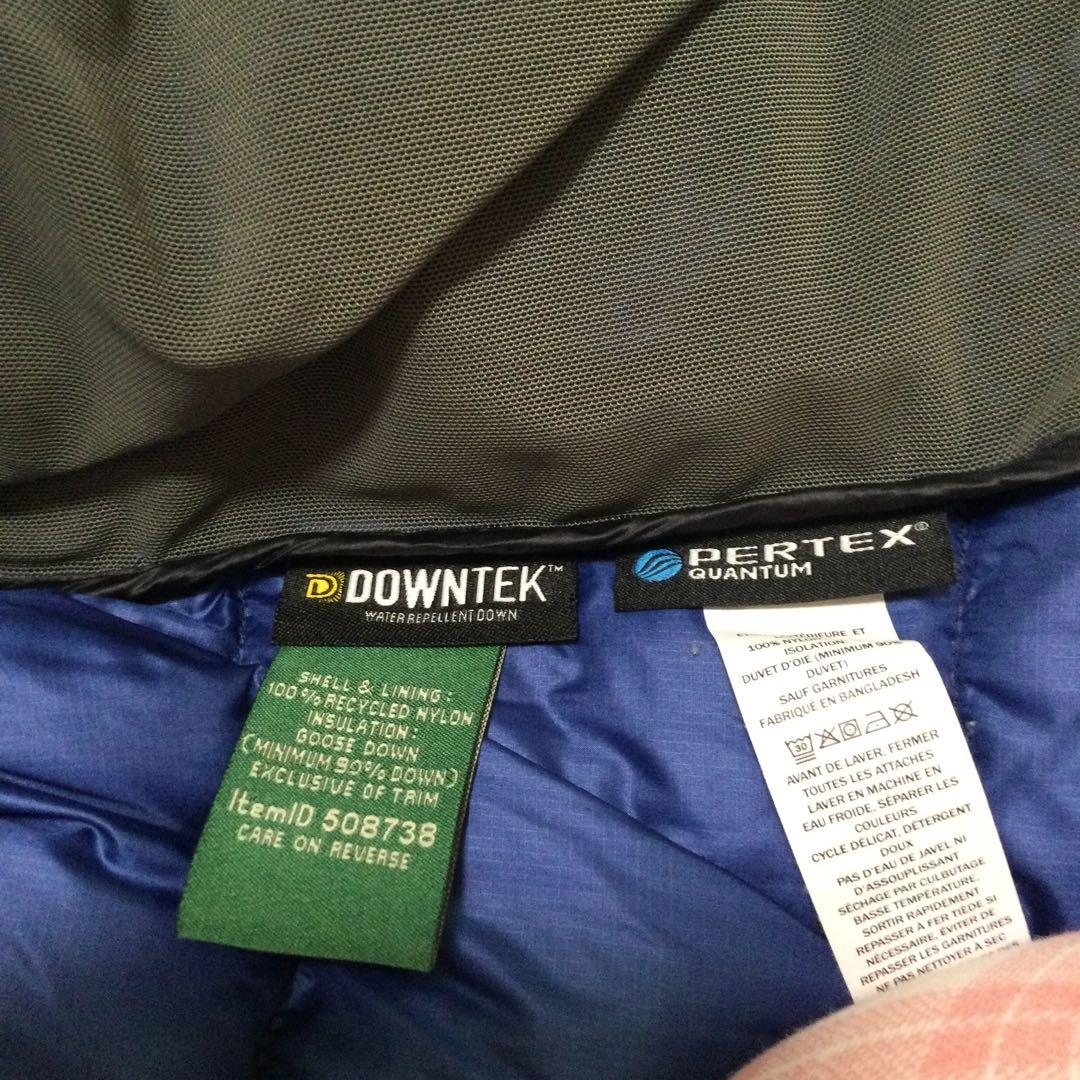 DOWNTEK™
WATER REPELLENT DOWN
SHELL & LINING:
100% RECYCLED NYLON
INSULATION:
GOOSE DOWN
(MINIMUM 90% DOWN)
EXCLUSIVE OF TRIM
ItemID 508738
CARE ON REVERSE
PERTEX®
QUANTUM
ET
100% NYLON
ISOLATION:
DUVET D'OIE (MINIMUM 90%
DUVET)
SAUF GARNITURES
FABRIQUE EN BANGLADESH
30
AVANT DE LAVER, FERMER
TOUTES LES ATTACHES
LAVER EN MACHINE EN
EAU FROIDE, SÉPARER LES
COULEURS
CYCLE DÉLICAT, DÉTERGENT
DOUX
PAS D'EAU DE JAVEL NI
D'ASSOUPLISSANT
SÉCHAGE PAR CULBUTAGE
BASSE TEMPÉRATURE,
SORTIR RAPIDEMENT
REPASSER À FER TIÈDE SI
NÉCESSAIRE, ÉVITER DE
REPASSER LES GARNITURES
NE PAS NETTOYER À SEC